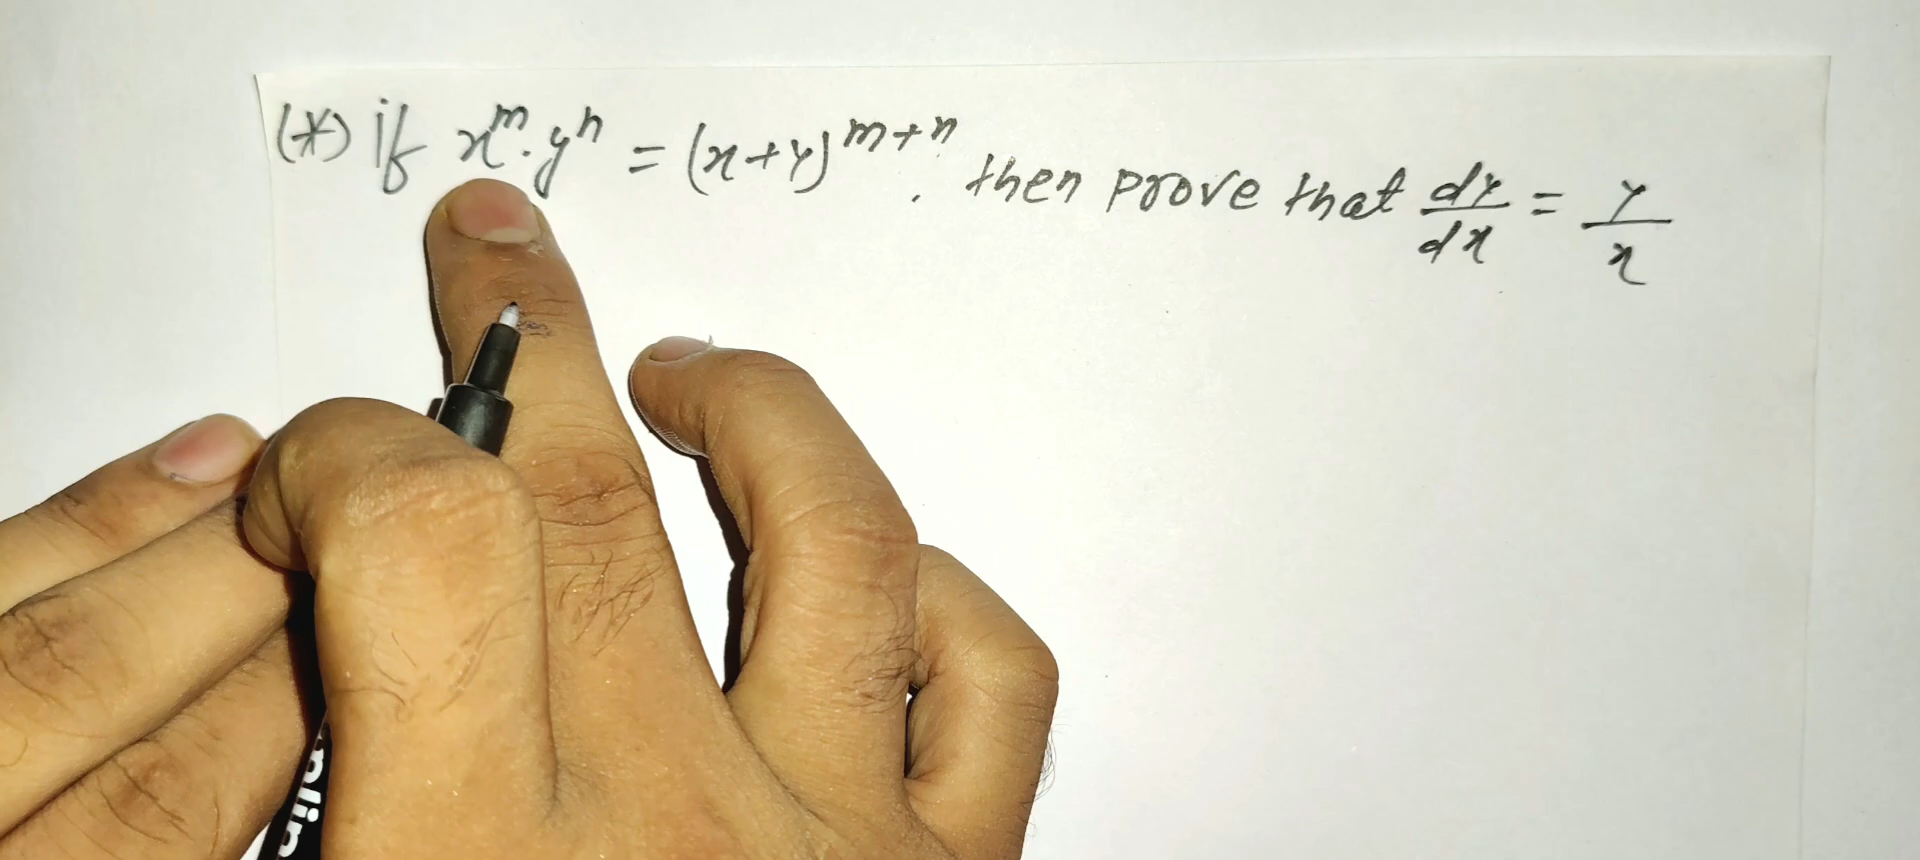 (*) if x^m . y^n = (x+y)^{m+n} . then prove that dy/dx = y/x